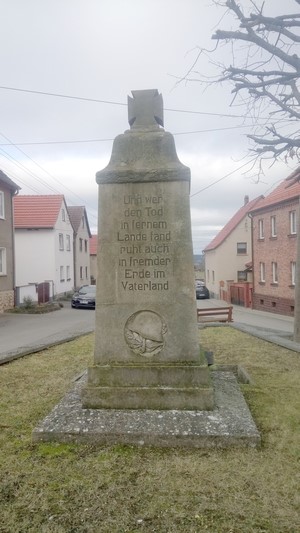 Und wer
den Tod
in fernem
Lande fand
ruht auch
in fremder
Erde im
Vaterland